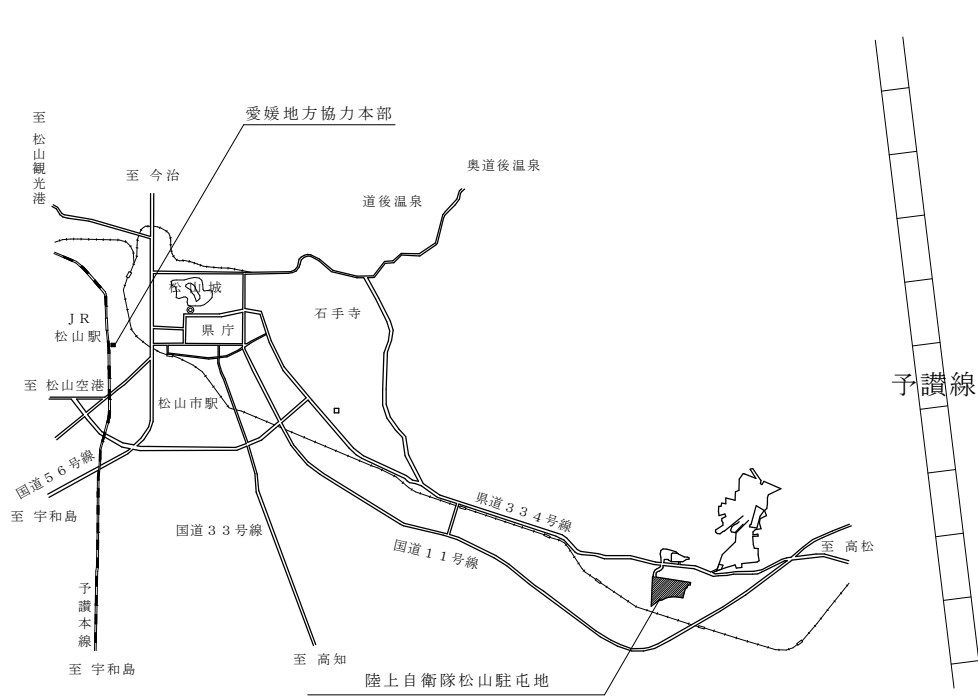 愛媛地方協力本部
至 松山観光港
至 今治
奥道後温泉
道後温泉
松山城
石手寺
JR
松山駅
県庁
至 松山空港
松山市駅
予讃線
国道56号線
至 宇和島
国道33号線
県道334号線
国道11号線
至 高松
予讃本線
至 宇和島
至 高知
陸上自衛隊松山駐屯地